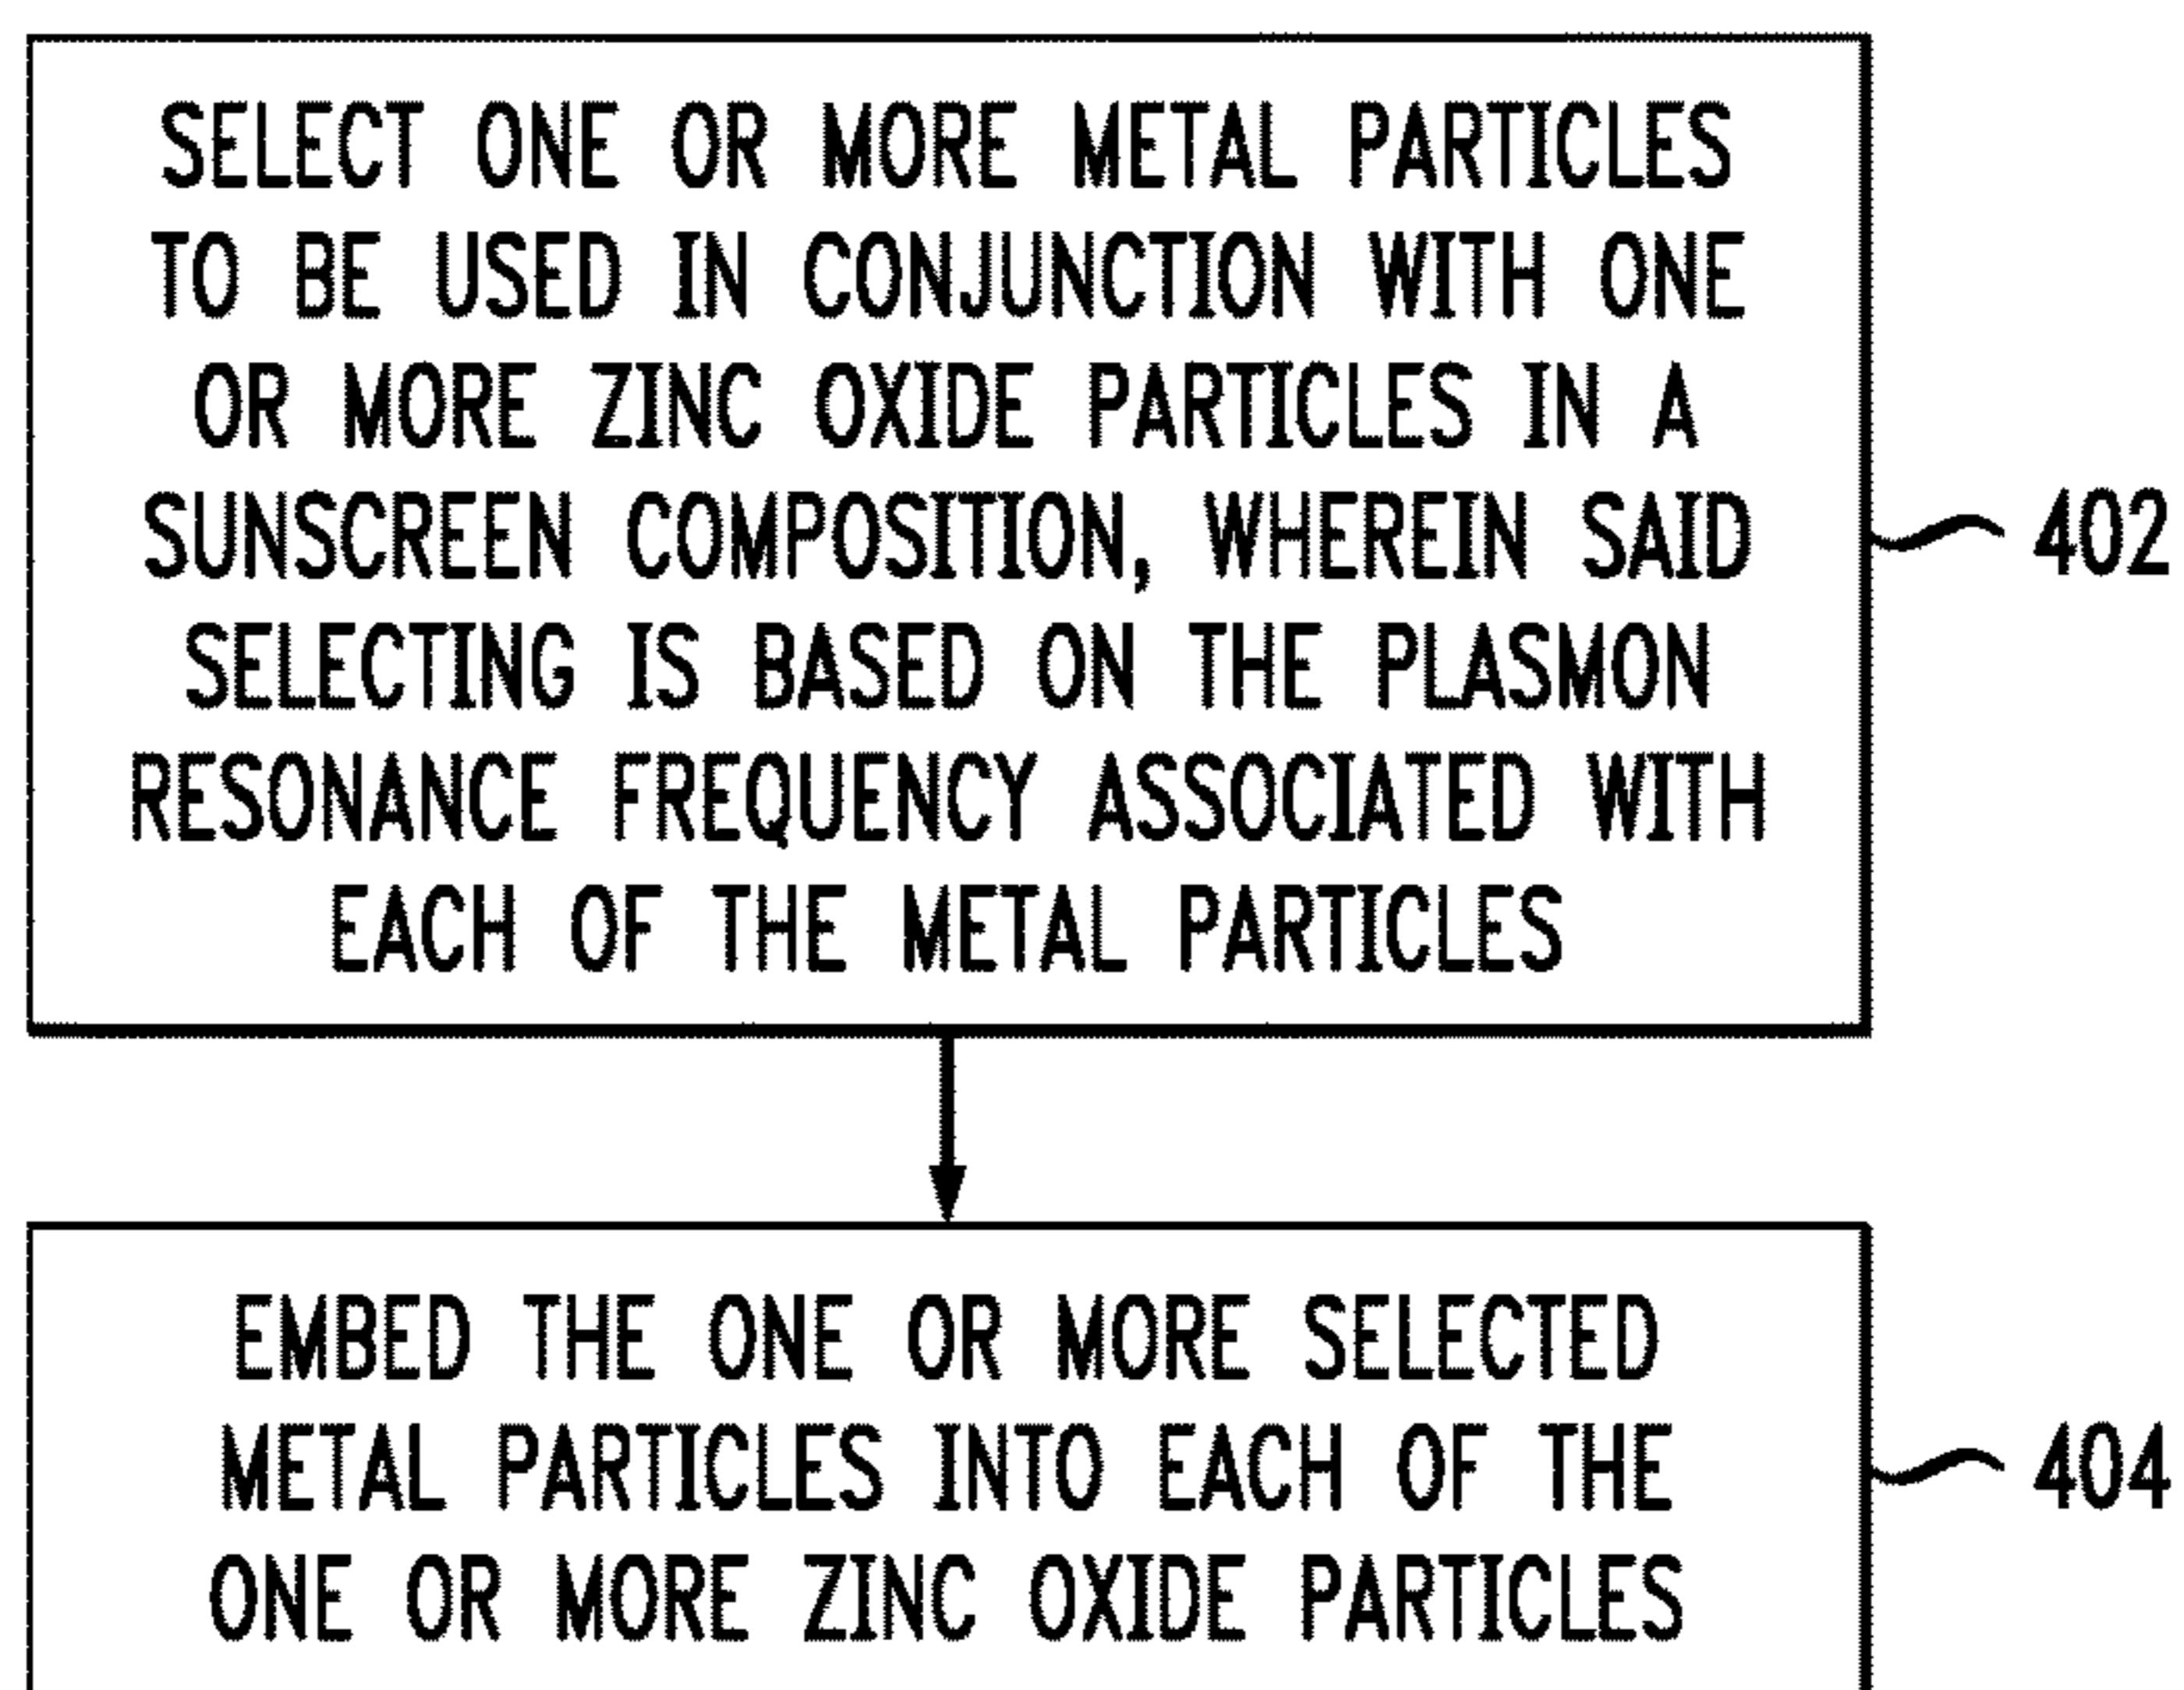 SELECT ONE OR MORE METAL PARTICLES
TO BE USED IN CONJUNCTION WITH ONE
OR MORE ZINC OXIDE PARTICLES IN A
SUNSCREEN COMPOSITION, WHEREIN SAID
SELECTING IS BASED ON THE PLASMON
RESONANCE FREQUENCY ASSOCIATED WITH
EACH OF THE METAL PARTICLES
402
EMBED THE ONE OR MORE SELECTED
METAL PARTICLES INTO EACH OF THE
ONE OR MORE ZINC OXIDE PARTICLES
404